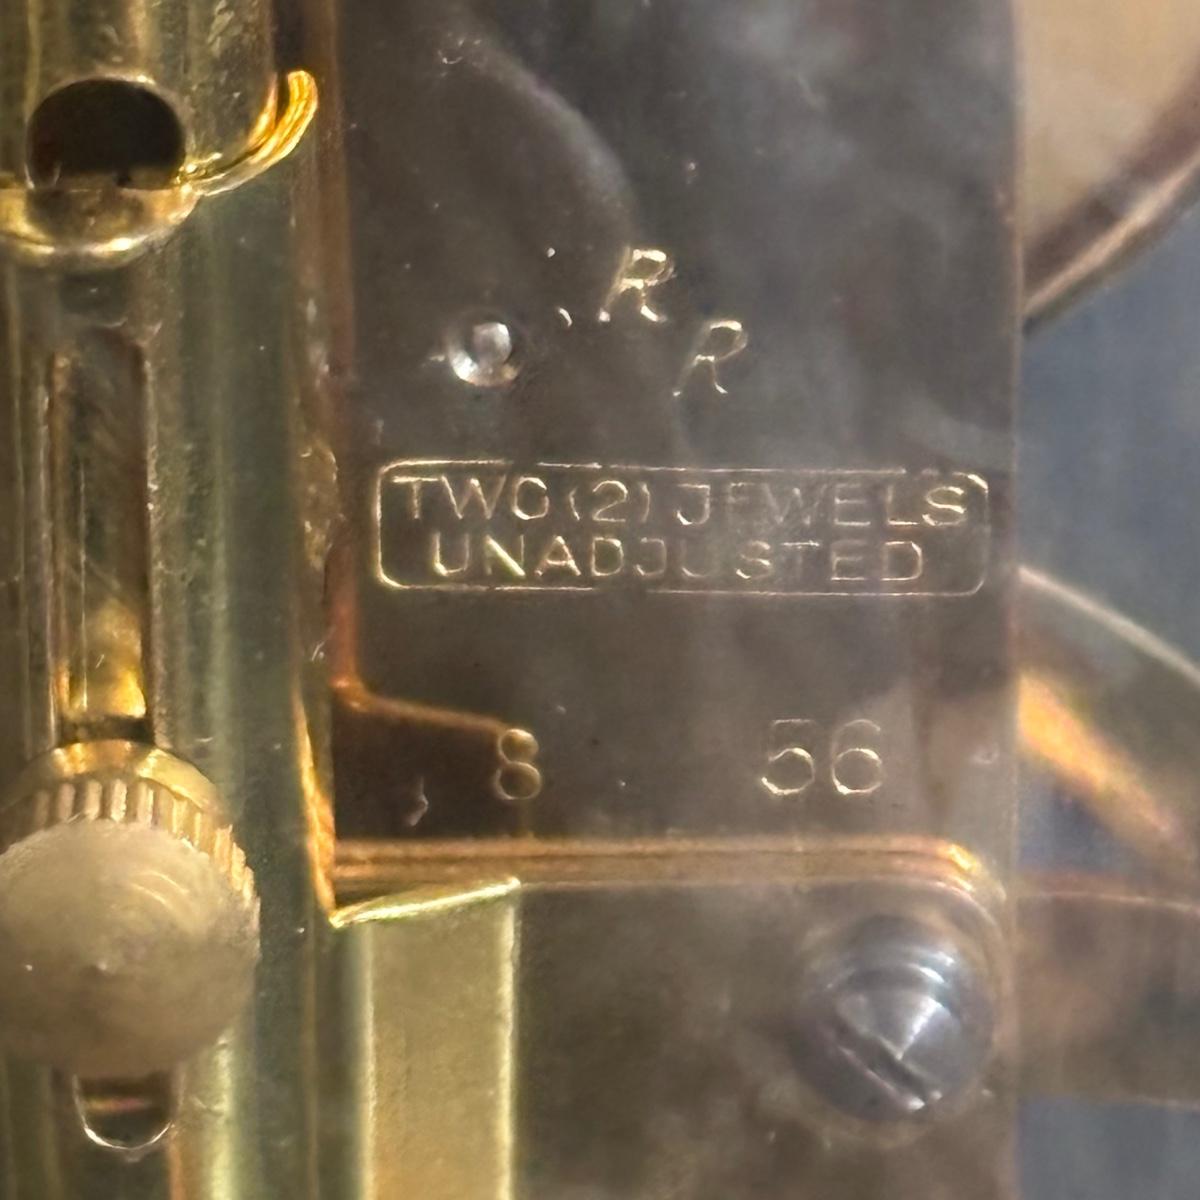 R
R
TWO (2) JEWELS
UNADJUSTED
8 56